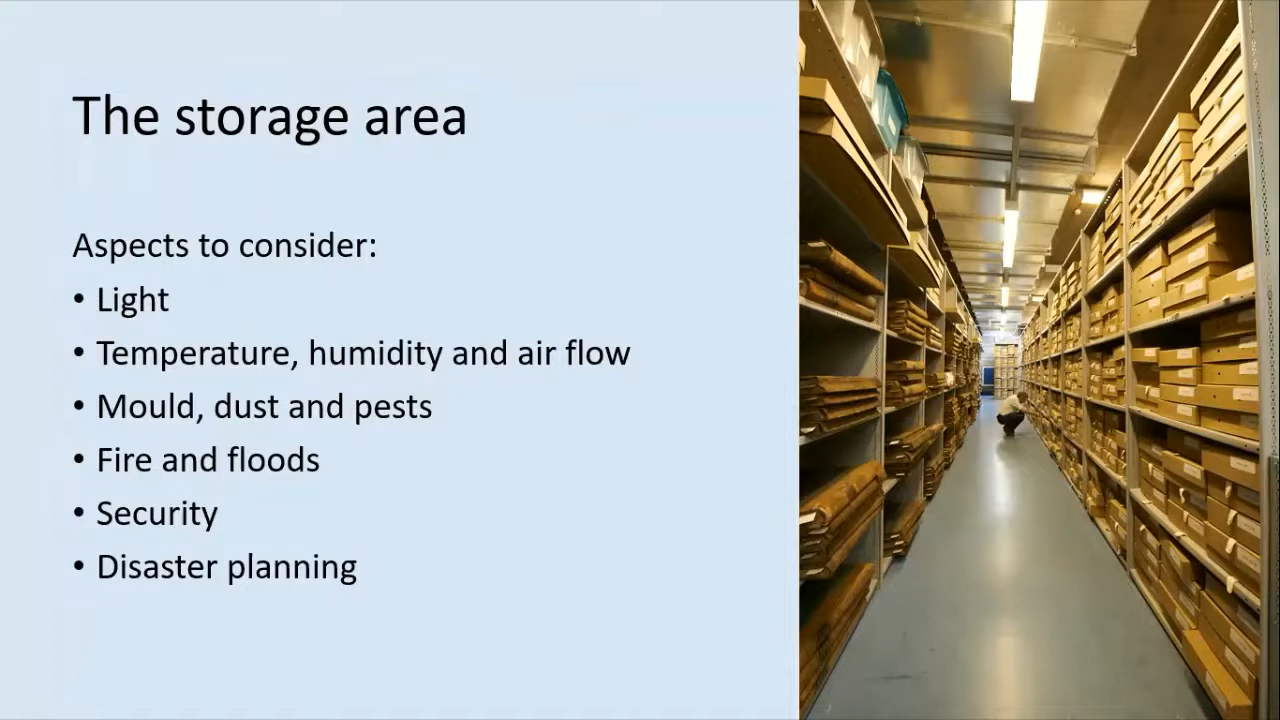 The storage area
Aspects to consider:
• Light
• Temperature, humidity and air flow
• Mould, dust and pests
• Fire and floods
• Security
• Disaster planning